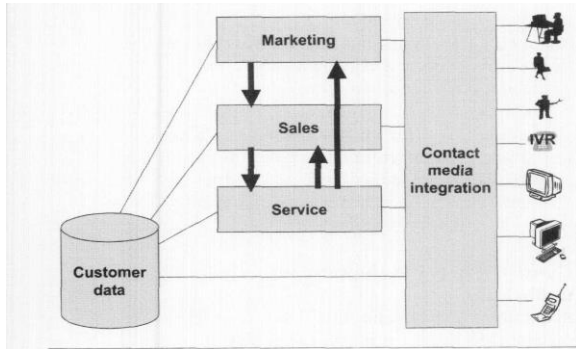 Marketing
Sales
Service
Customer
data
Contact
media
integration
IVR